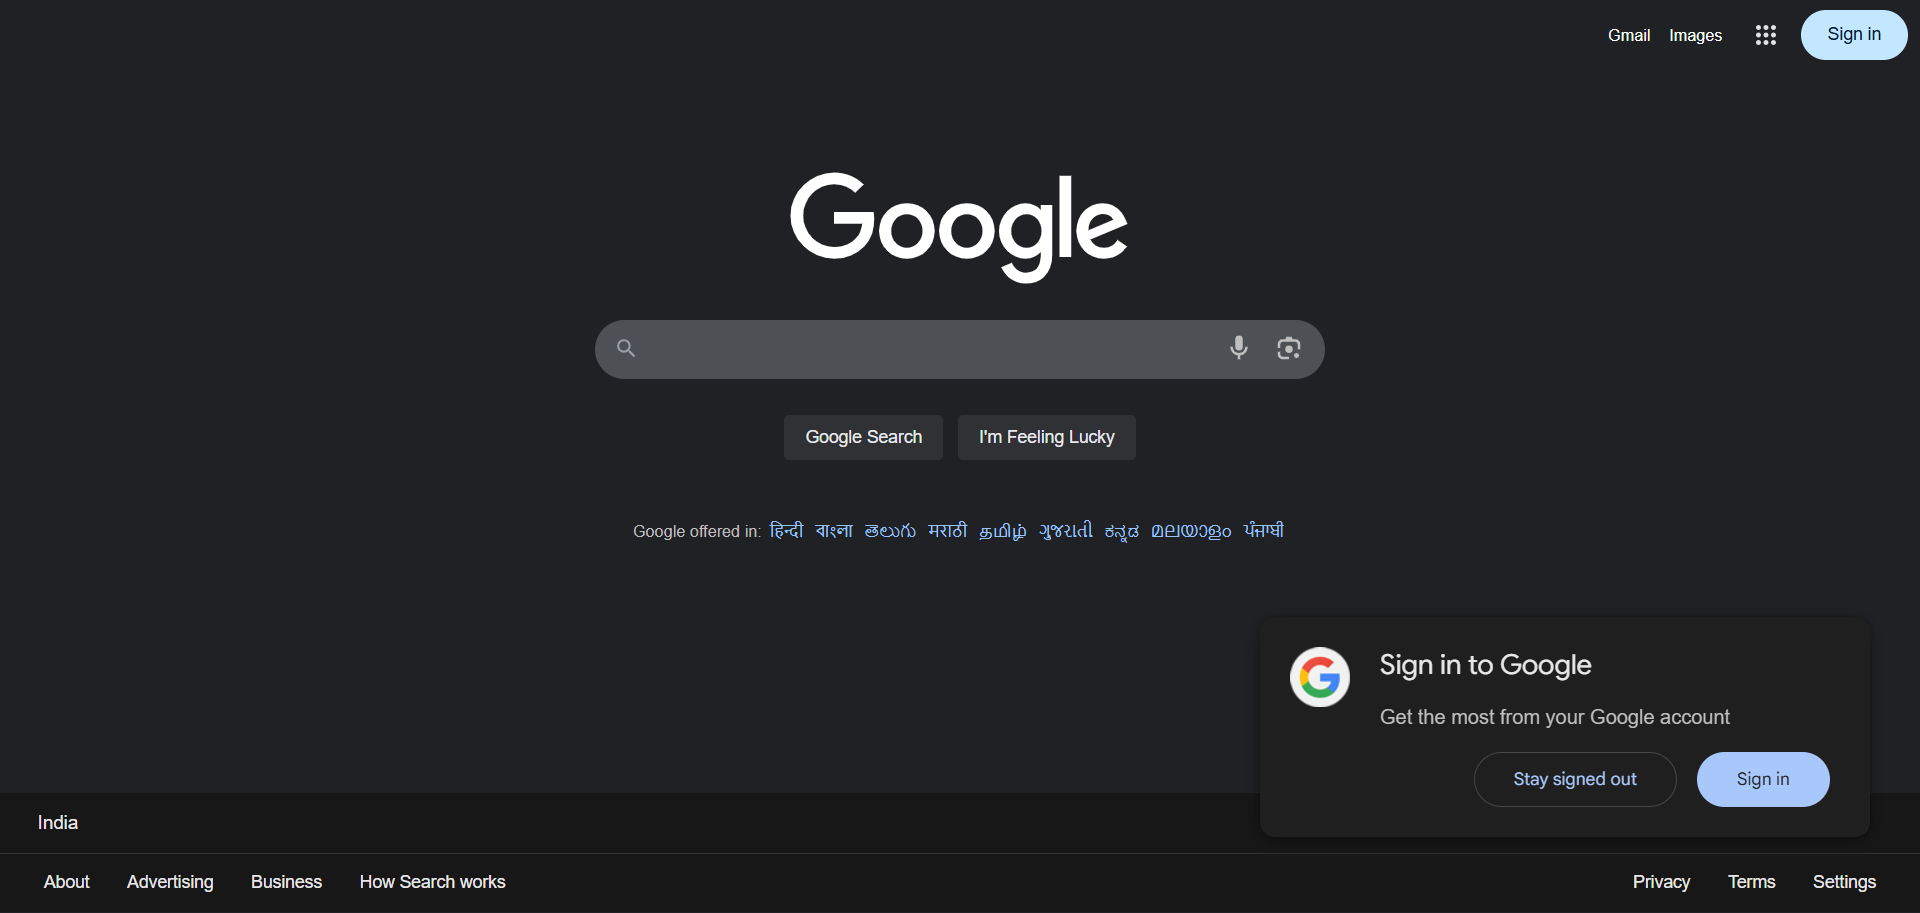 Gmail Images Sign in
Google
Google Search I'm Feeling Lucky
Google offered in: हिन्दी বাংলা తెలుగు मराठी தமிழ் ગુજરાતી ಕನ್ನಡ മലയാളം ਪੰਜਾਬੀ
Sign in to Google
Get the most from your Google account
Stay signed out Sign in
India
About Advertising Business How Search works Privacy Terms Settings